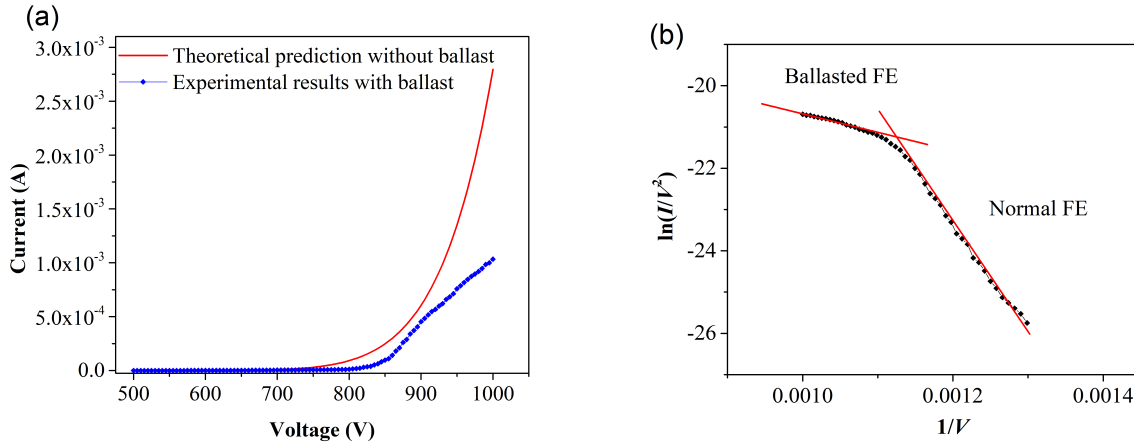 (a)
3.0x10⁻³
2.5x10⁻³
2.0x10⁻³
1.5x10⁻³
1.0x10⁻³
5.0x10⁻⁴
0.0
Current (A)
Theoretical prediction without ballast
Experimental results with ballast
500 600 700 800 900 1000
Voltage (V)
(b)
-20
-22
-24
-26
ln(I/V²)
Ballasted FE
Normal FE
0.0010 0.0012 0.0014
1/V